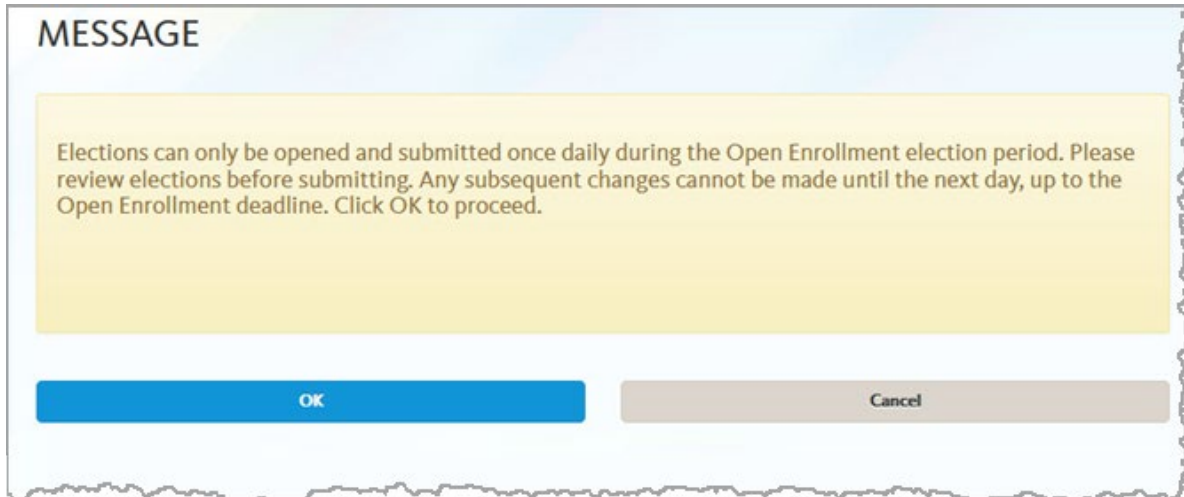 MESSAGE
Elections can only be opened and submitted once daily during the Open Enrollment election period. Please
review elections before submitting. Any subsequent changes cannot be made until the next day, up to the
Open Enrollment deadline. Click OK to proceed.
OK
Cancel